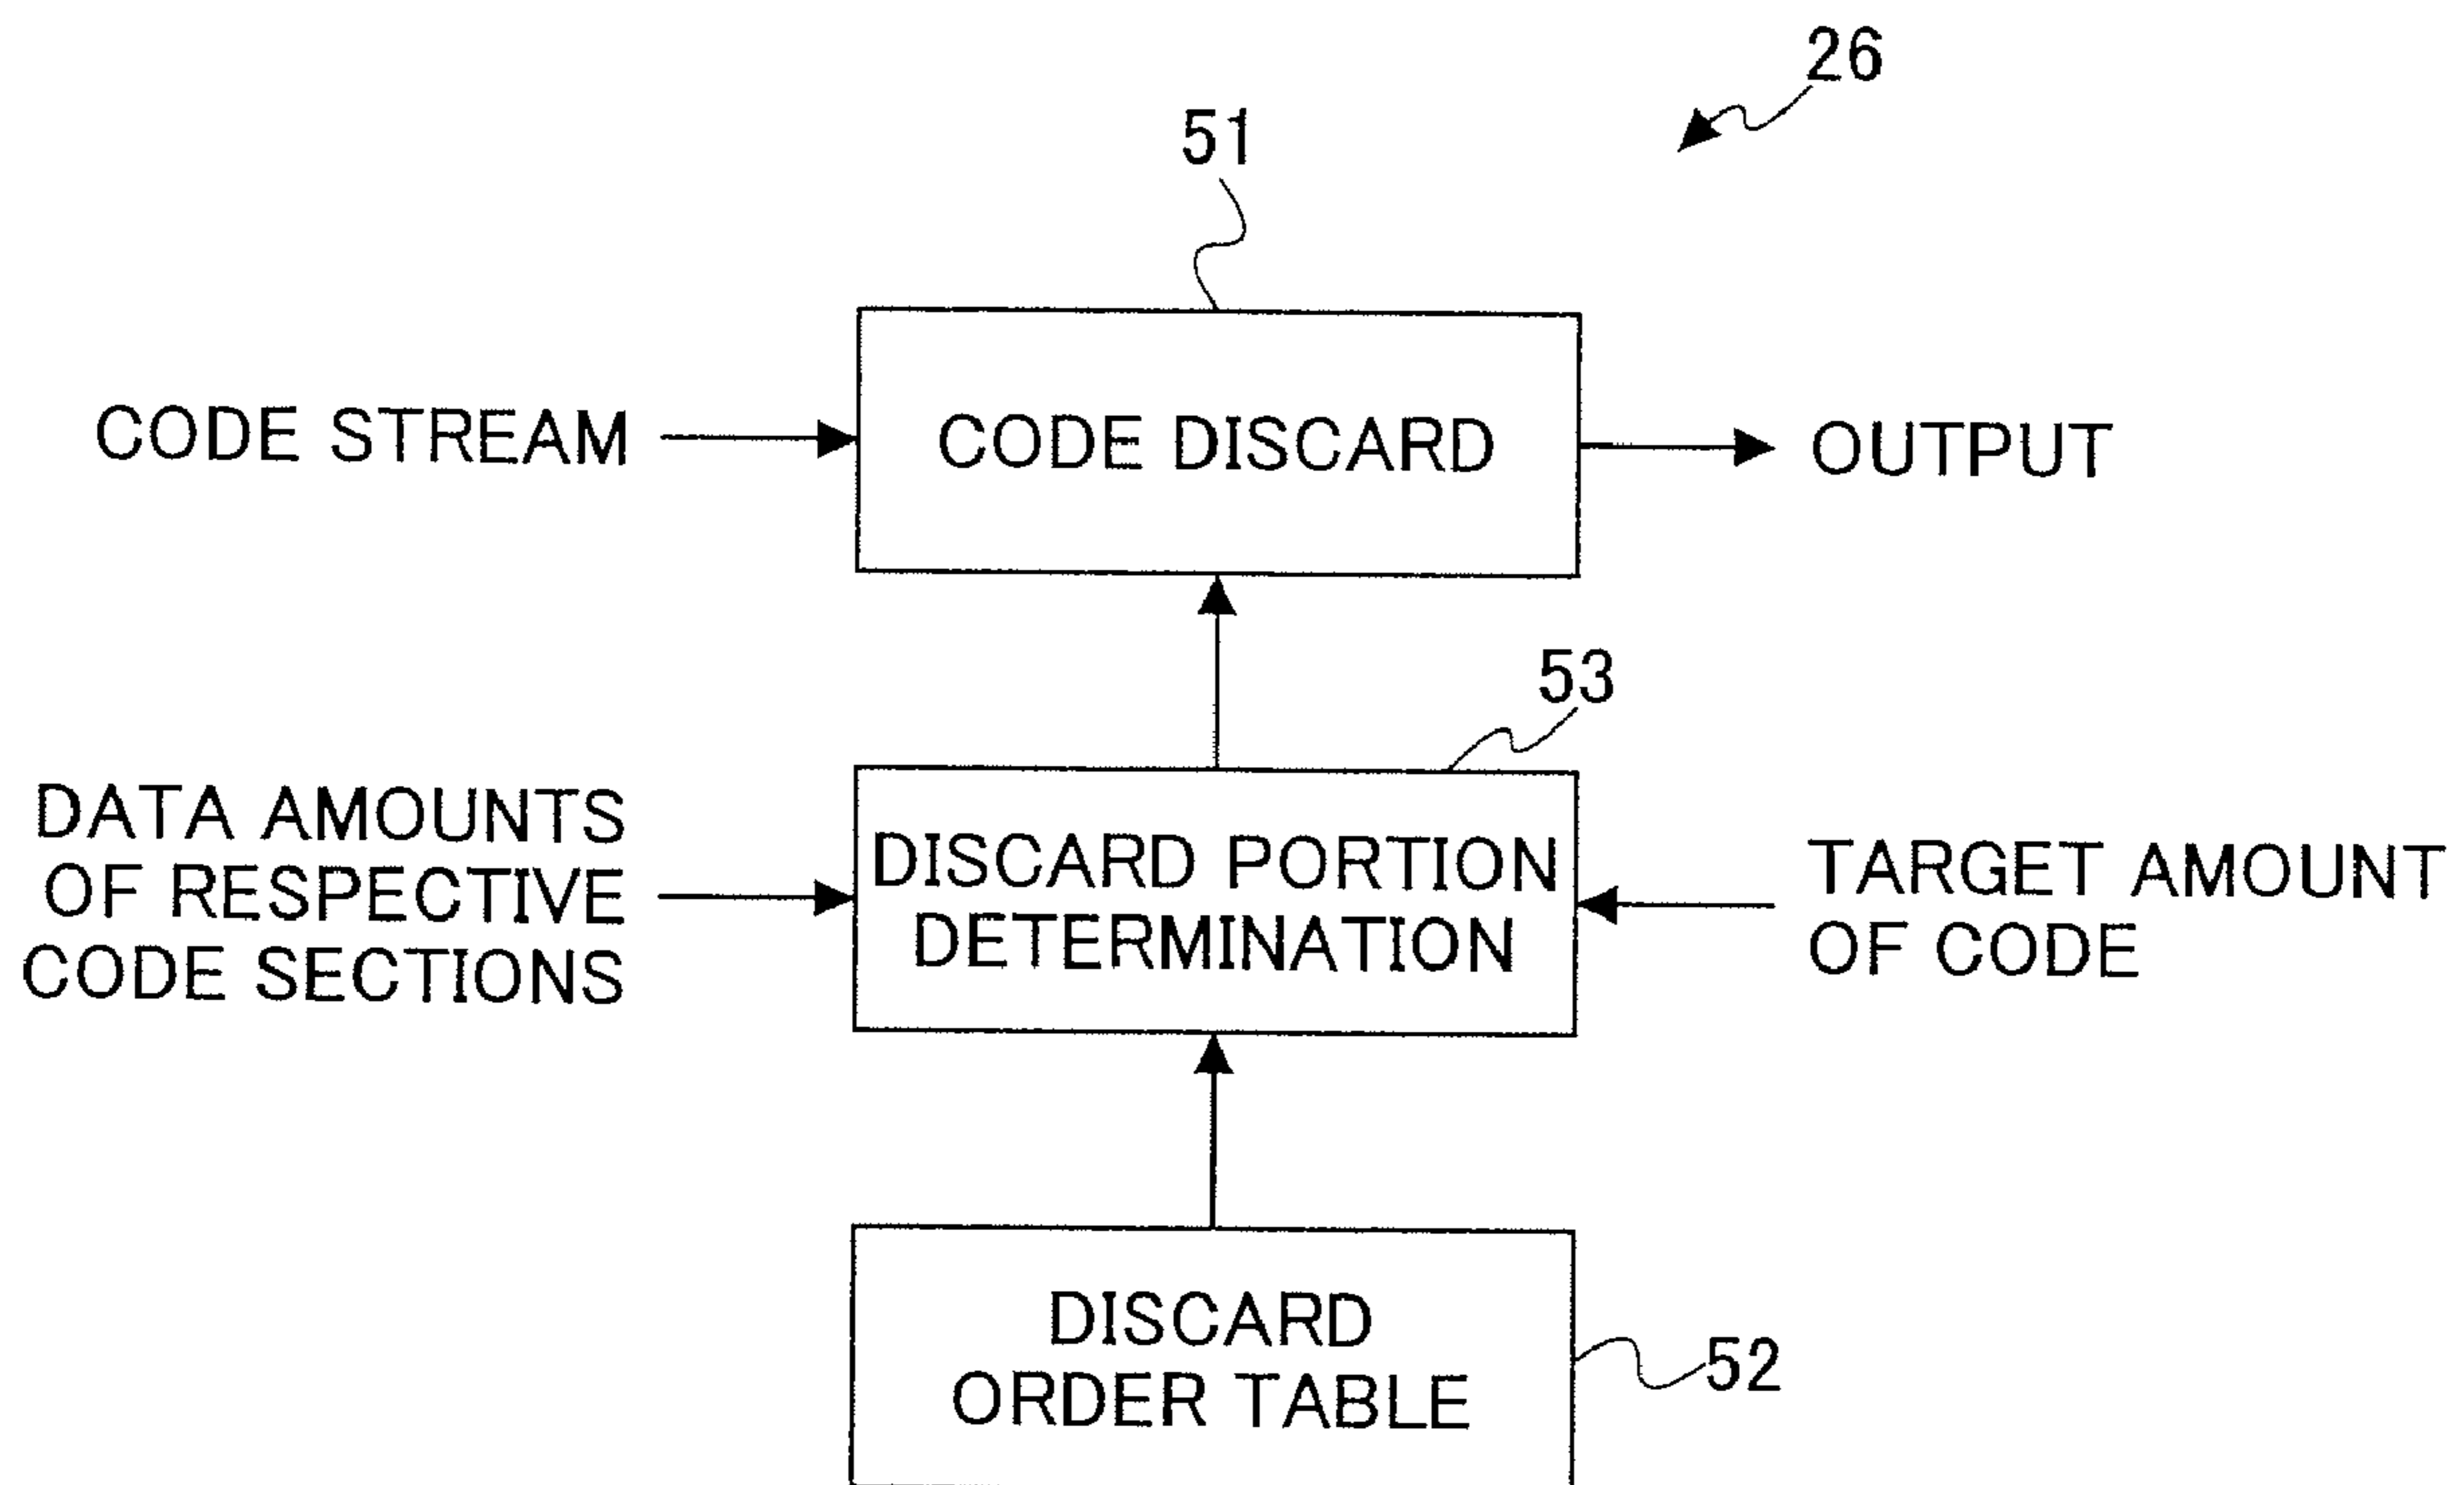 26
51
CODE STREAM
CODE DISCARD
OUTPUT
53
DATA AMOUNTS
OF RESPECTIVE
CODE SECTIONS
DISCARD PORTION
DETERMINATION
TARGET AMOUNT
OF CODE
DISCARD
ORDER TABLE
52